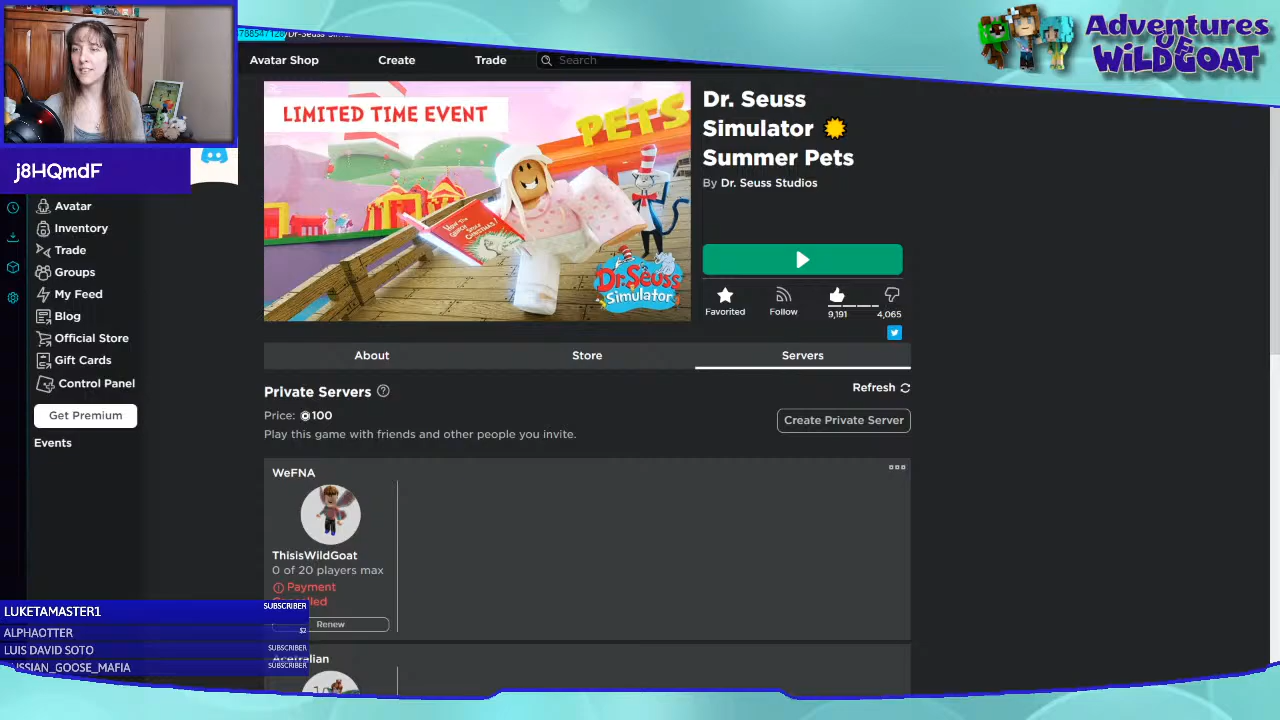 Adventures
OF
WiLDGOAT
Avatar Shop
Create
Trade
Search
LIMITED TIME EVENT
PETS
Dr. Seuss
Simulator
Dr. Seuss
Simulator
Summer Pets
By Dr. Seuss Studios
Favorited
Follow
9,191
4,065
j8HQmdF
Avatar
Inventory
Trade
Groups
My Feed
Blog
Official Store
Gift Cards
Control Panel
Get Premium
Events
About
Store
Servers
Private Servers
Refresh
Price: 100
Create Private Server
Play this game with friends and other people you invite.
WeFNA
ThisisWildGoat
0 of 20 players max
Payment
Renew
LUKETAMASTER1
SUBSCRIBER
ALPHAOTTER
$2
LUIS DAVID SOTO
SUBSCRIBER
SUBSCRIBER